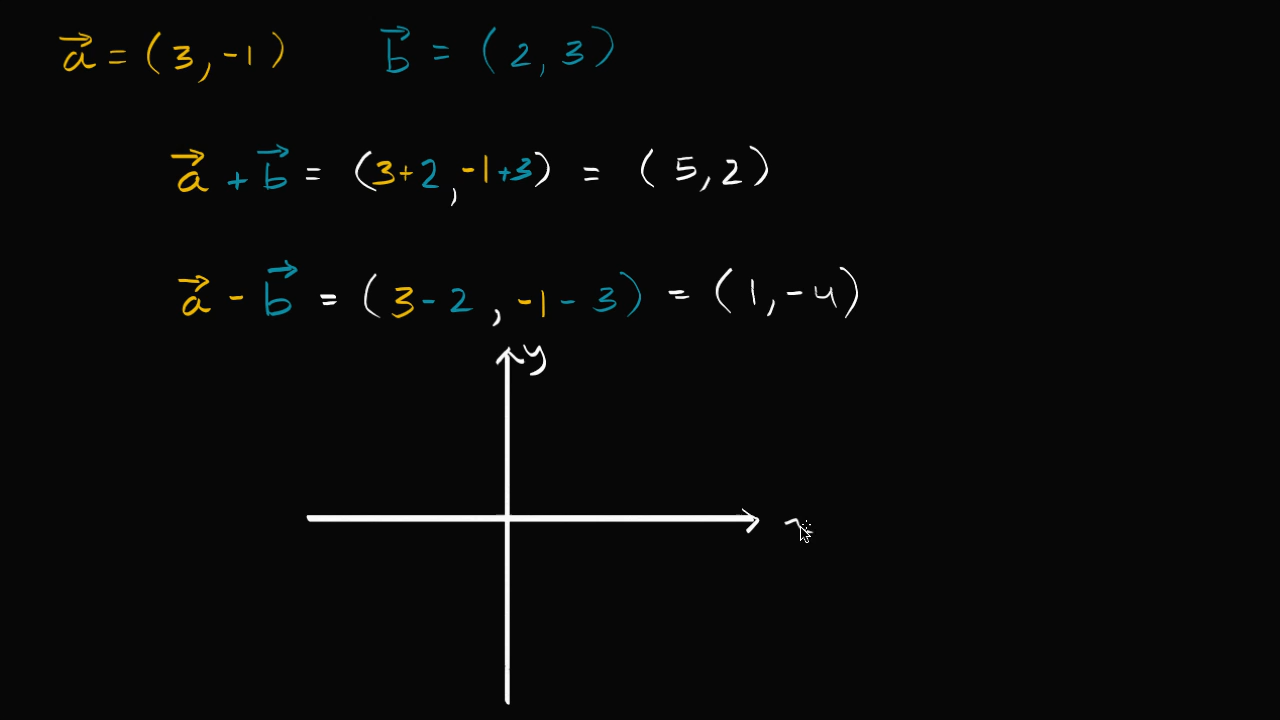 a⃗ = (3, -1) b⃗ = (2, 3)
a⃗ + b⃗ = (3+2, -1+3) = (5, 2)
a⃗ - b⃗ = (3-2, -1-3) = (1, -4)
y